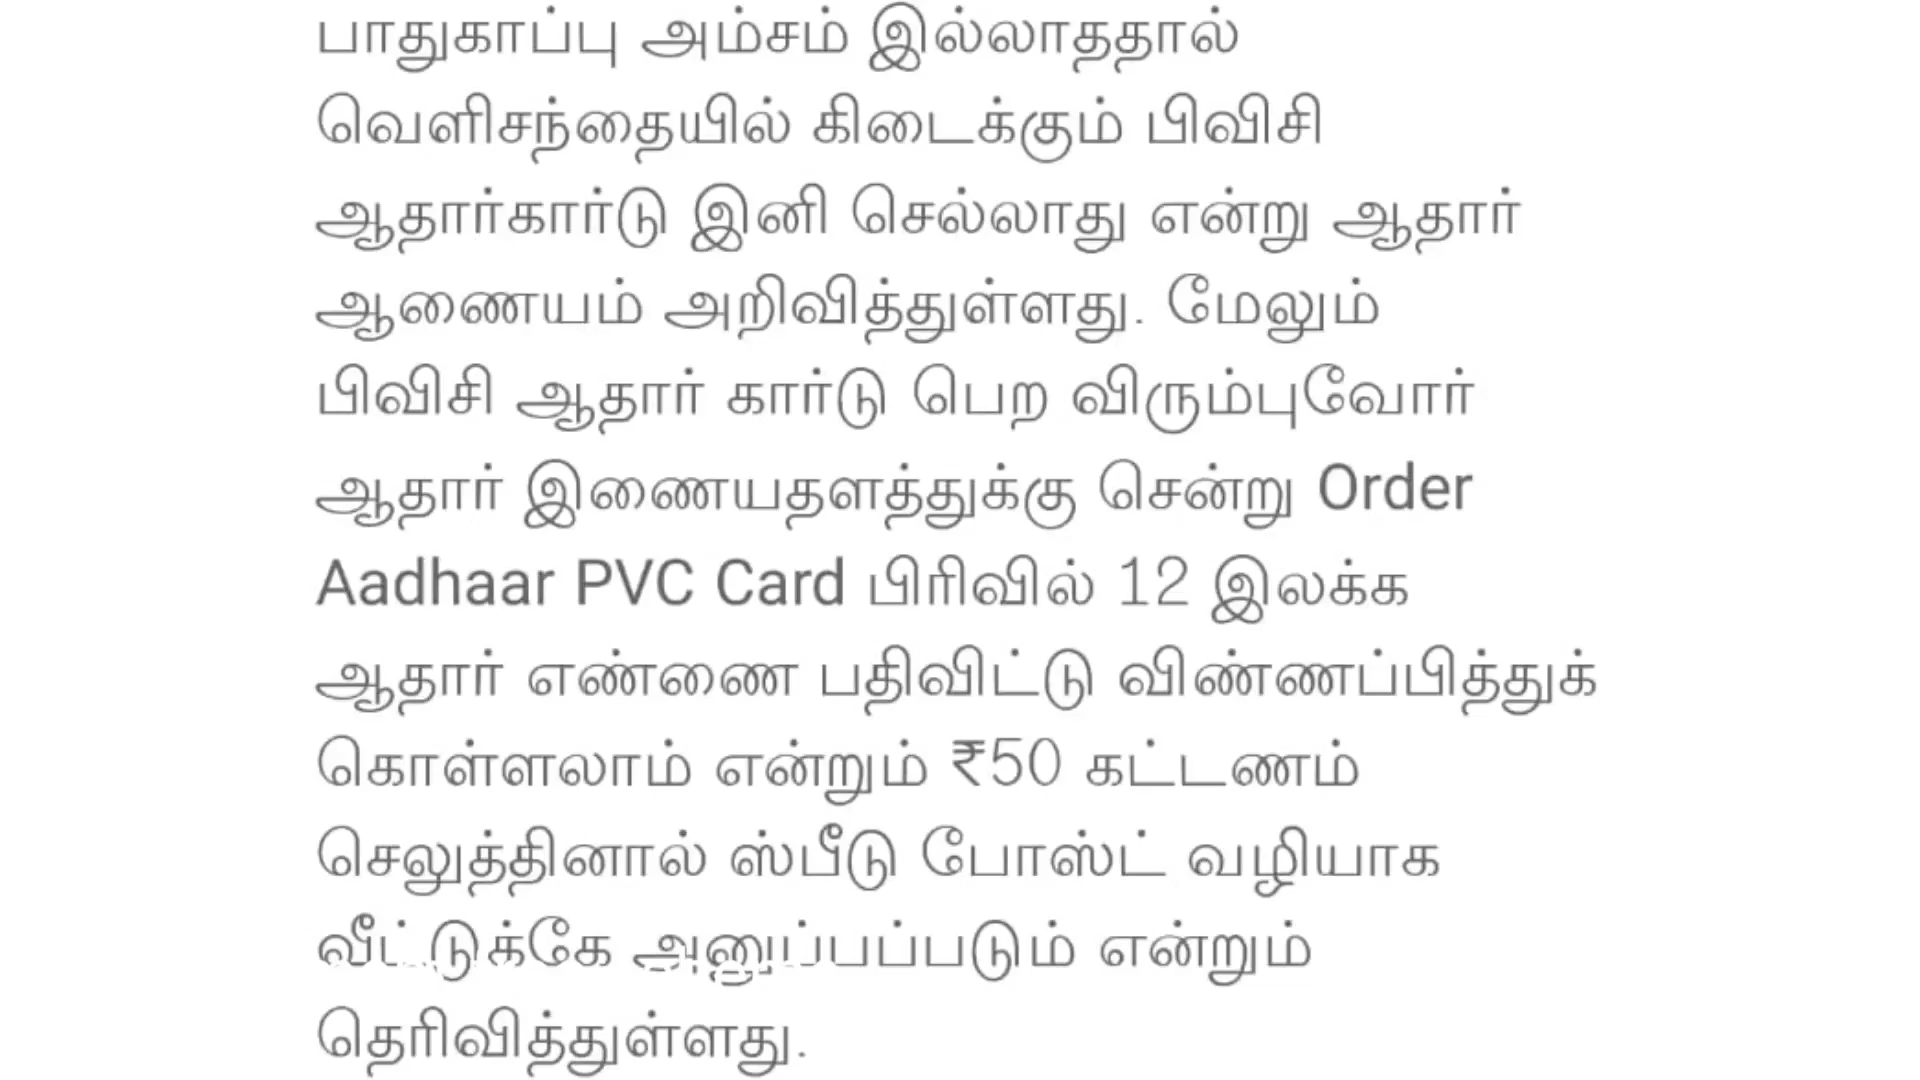 பாதுகாப்பு அம்சம் இல்லாததால்
வெளிசந்தையில் கிடைக்கும் பிவிசி
ஆதார்கார்டு இனி செல்லாது என்று ஆதார்
ஆணையம் அறிவித்துள்ளது. மேலும்
பிவிசி ஆதார் கார்டு பெற விரும்புவோர்
ஆதார் இணையதளத்துக்கு சென்று Order
Aadhaar PVC Card பிரிவில் 12 இலக்க
ஆதார் எண்ணை பதிவிட்டு விண்ணப்பித்துக்
கொள்ளலாம் என்றும் ₹50 கட்டணம்
செலுத்தினால் ஸ்பீடு போஸ்ட் வழியாக
வீட்டுக்கே அனுப்பப்படும் என்றும்
தெரிவித்துள்ளது.